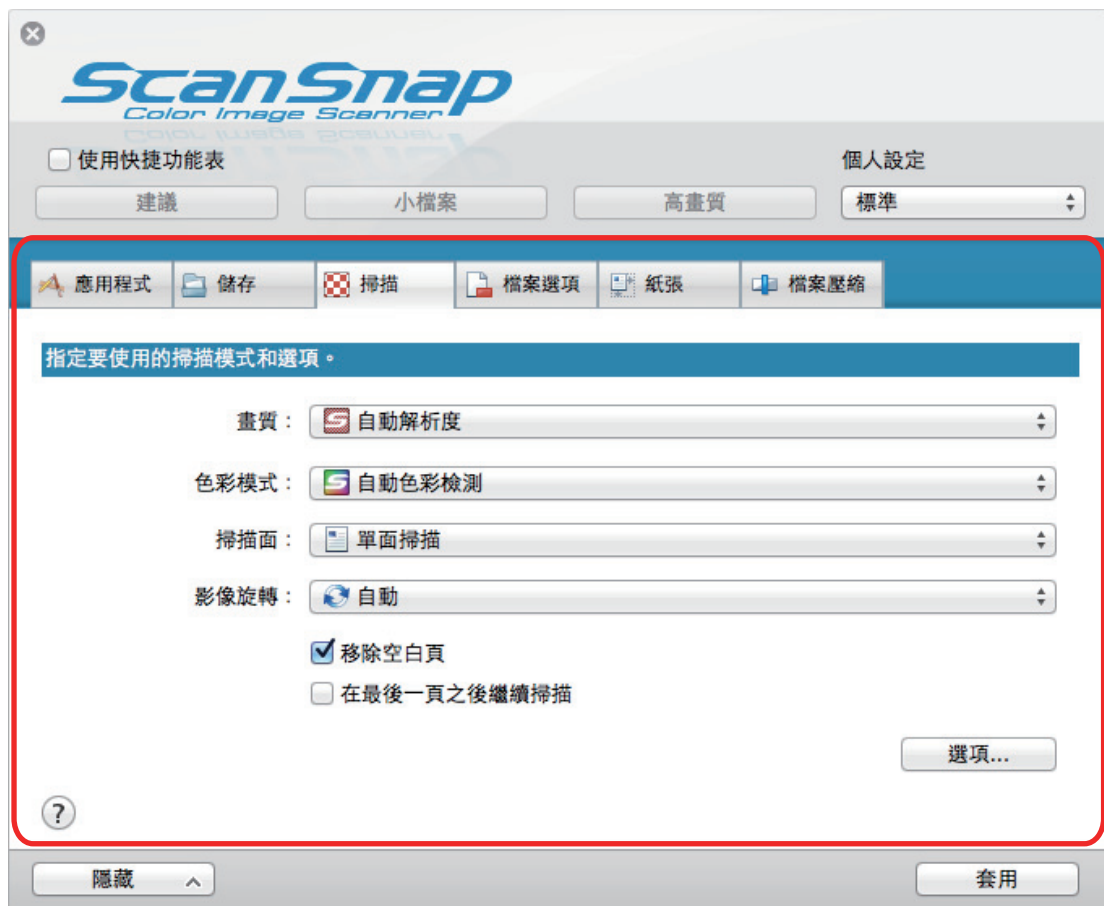 ScanSnap
Color Image Scanner
使用快捷功能表
個人設定
建議 小檔案 高畫質 標準
應用程式 儲存 掃描 檔案選項 紙張 檔案壓縮
指定要使用的掃描模式和選項。
畫質： 自動解析度
色彩模式： 自動色彩檢測
掃描面： 單面掃描
影像旋轉： 自動
移除空白頁
在最後一頁之後繼續掃描
選項...
?
隱藏 套用